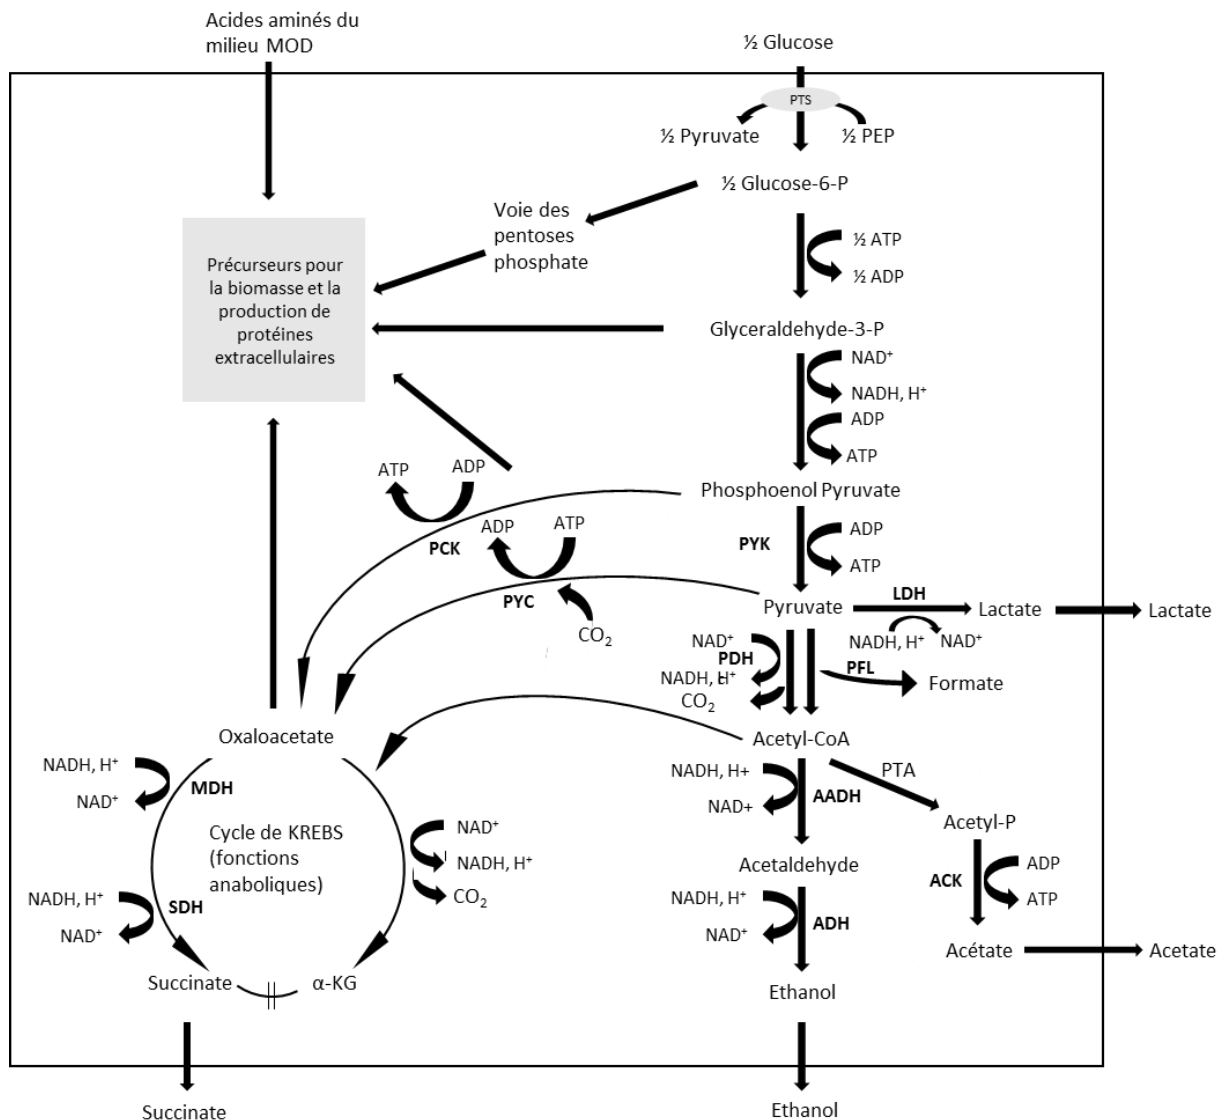 Acides aminés du
milieu MOD
½ Glucose
PTS
½ Pyruvate
½ PEP
½ Glucose-6-P
Voie des
pentoses
phosphate
½ ATP
½ ADP
Précurseurs pour
la biomasse et la
production de
protéines
extracellulaires
Glyceraldehyde-3-P
NAD⁺
NADH, H⁺
ADP
ATP
ATP
ADP
Phosphoenol Pyruvate
ADP
ATP
PCK
PYK
ADP
ATP
PYC
CO₂
Pyruvate
LDH
Lactate
Lactate
NADH, H⁺
NAD⁺
NAD⁺
PDH
NADH, H⁺
CO₂
PFL
Formate
Oxaloacetate
Acetyl-CoA
NADH, H⁺
NAD⁺
MDH
NADH, H+
NAD+
AADH
PTA
Acetyl-P
Cycle de KREBS
(fonctions
anaboliques)
NAD⁺
NADH, H⁺
CO₂
Acetaldehyde
ADP
ATP
ACK
NADH, H⁺
NAD⁺
SDH
NADH, H⁺
NAD⁺
ADH
Acétate
Acetate
Succinate
α-KG
Ethanol
Succinate
Ethanol